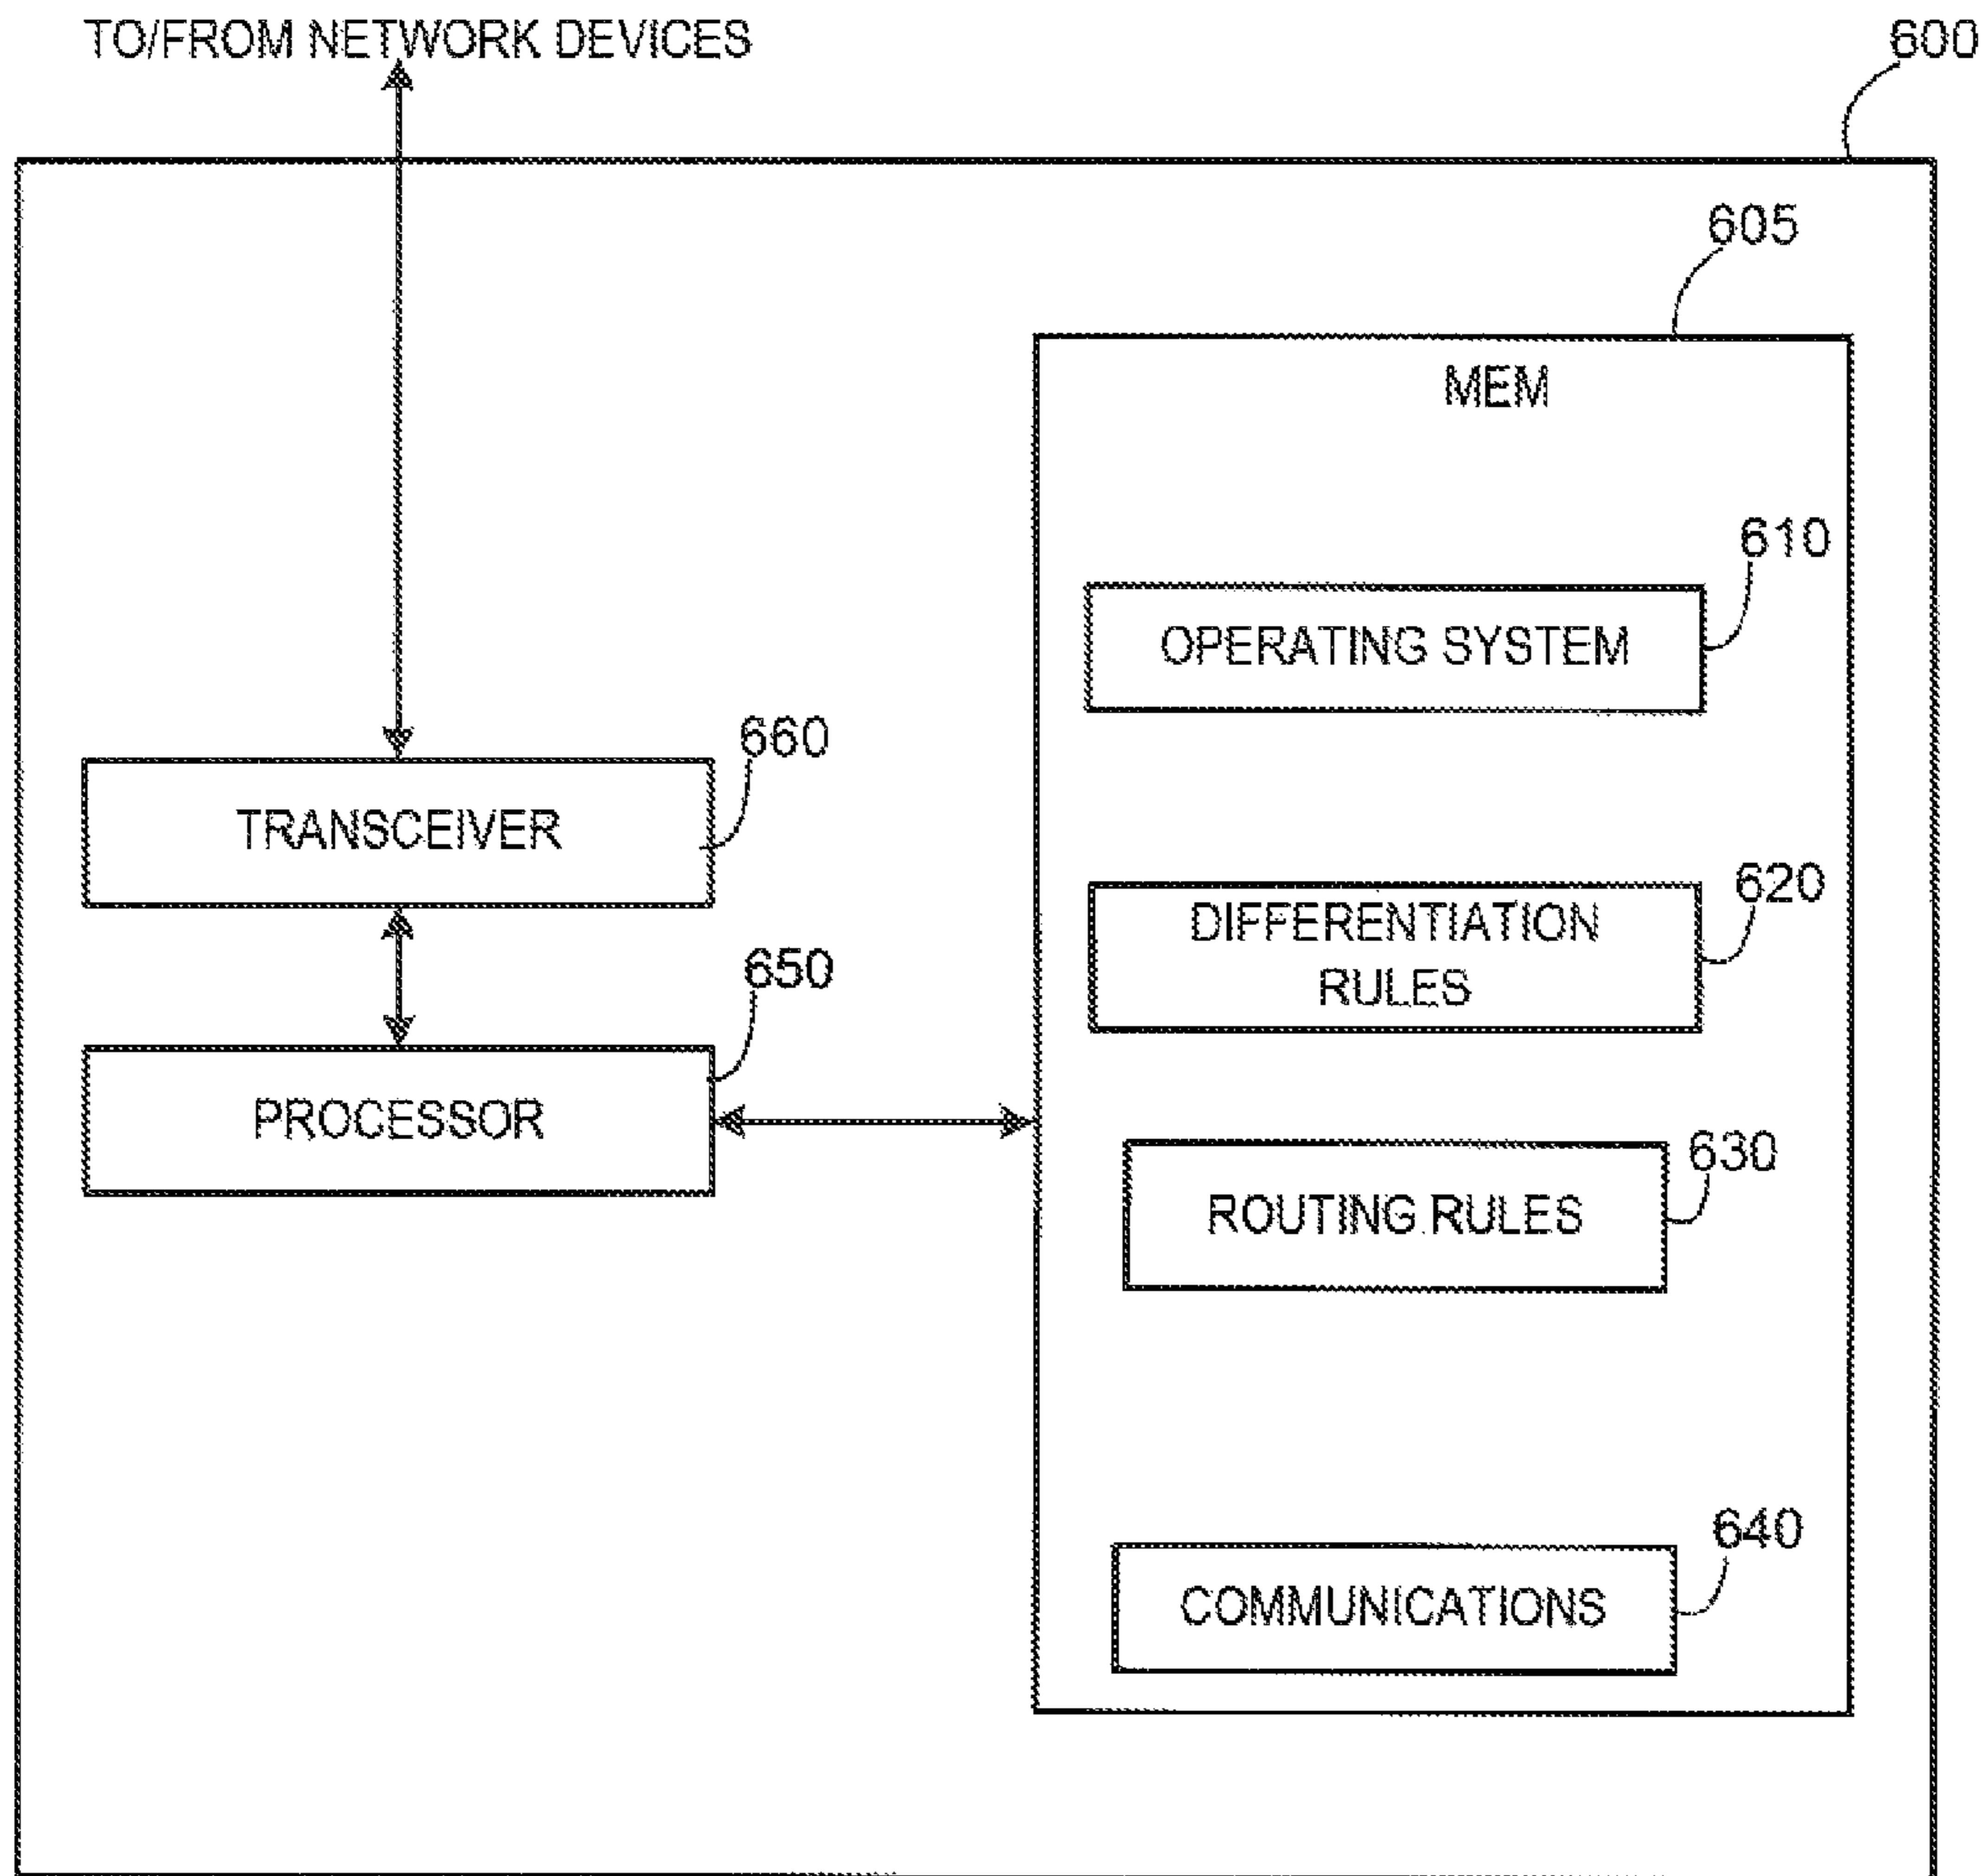 TO/FROM NETWORK DEVICES
600
605
MEM
610
OPERATING SYSTEM
660
TRANSCEIVER
620
DIFFERENTIATION
RULES
650
PROCESSOR
630
ROUTING RULES
640
COMMUNICATIONS